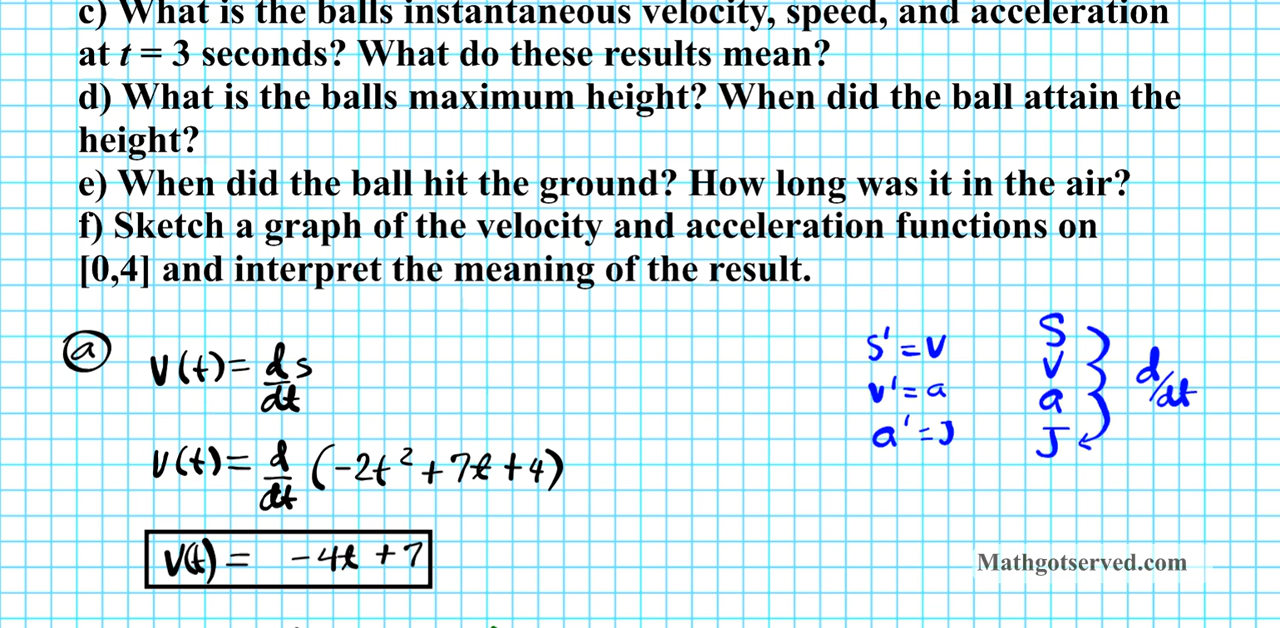 c) What is the balls instantaneous velocity, speed, and acceleration
at t = 3 seconds? What do these results mean?
d) What is the balls maximum height? When did the ball attain the
height?
e) When did the ball hit the ground? How long was it in the air?
f) Sketch a graph of the velocity and acceleration functions on
[0,4] and interpret the meaning of the result.
a V(t) = ds/dt
V(t) = d/dt (-2t² + 7t + 4)
V(t) = -4t + 7
s' = v
v' = a
a' = J
S
V
a
J
d/dt
Mathgotserved.com